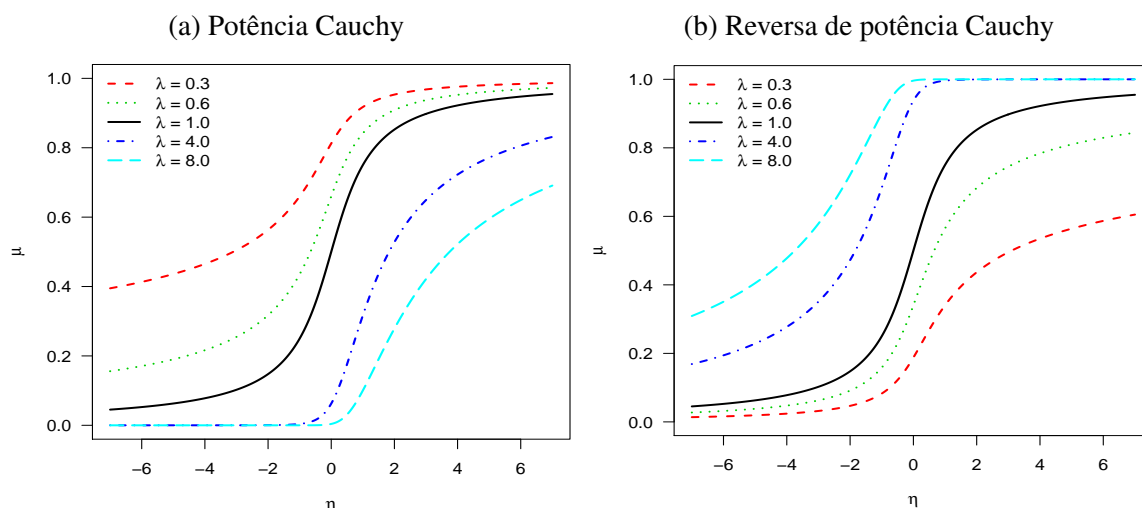 (a) Potência Cauchy
1.0
0.8
0.6
0.4
0.2
0.0
λ = 0.3
λ = 0.6
λ = 1.0
λ = 4.0
λ = 8.0
μ
−6 −4 −2 0 2 4 6
η
(b) Reversa de potência Cauchy
1.0
0.8
0.6
0.4
0.2
0.0
λ = 0.3
λ = 0.6
λ = 1.0
λ = 4.0
λ = 8.0
μ
−6 −4 −2 0 2 4 6
η